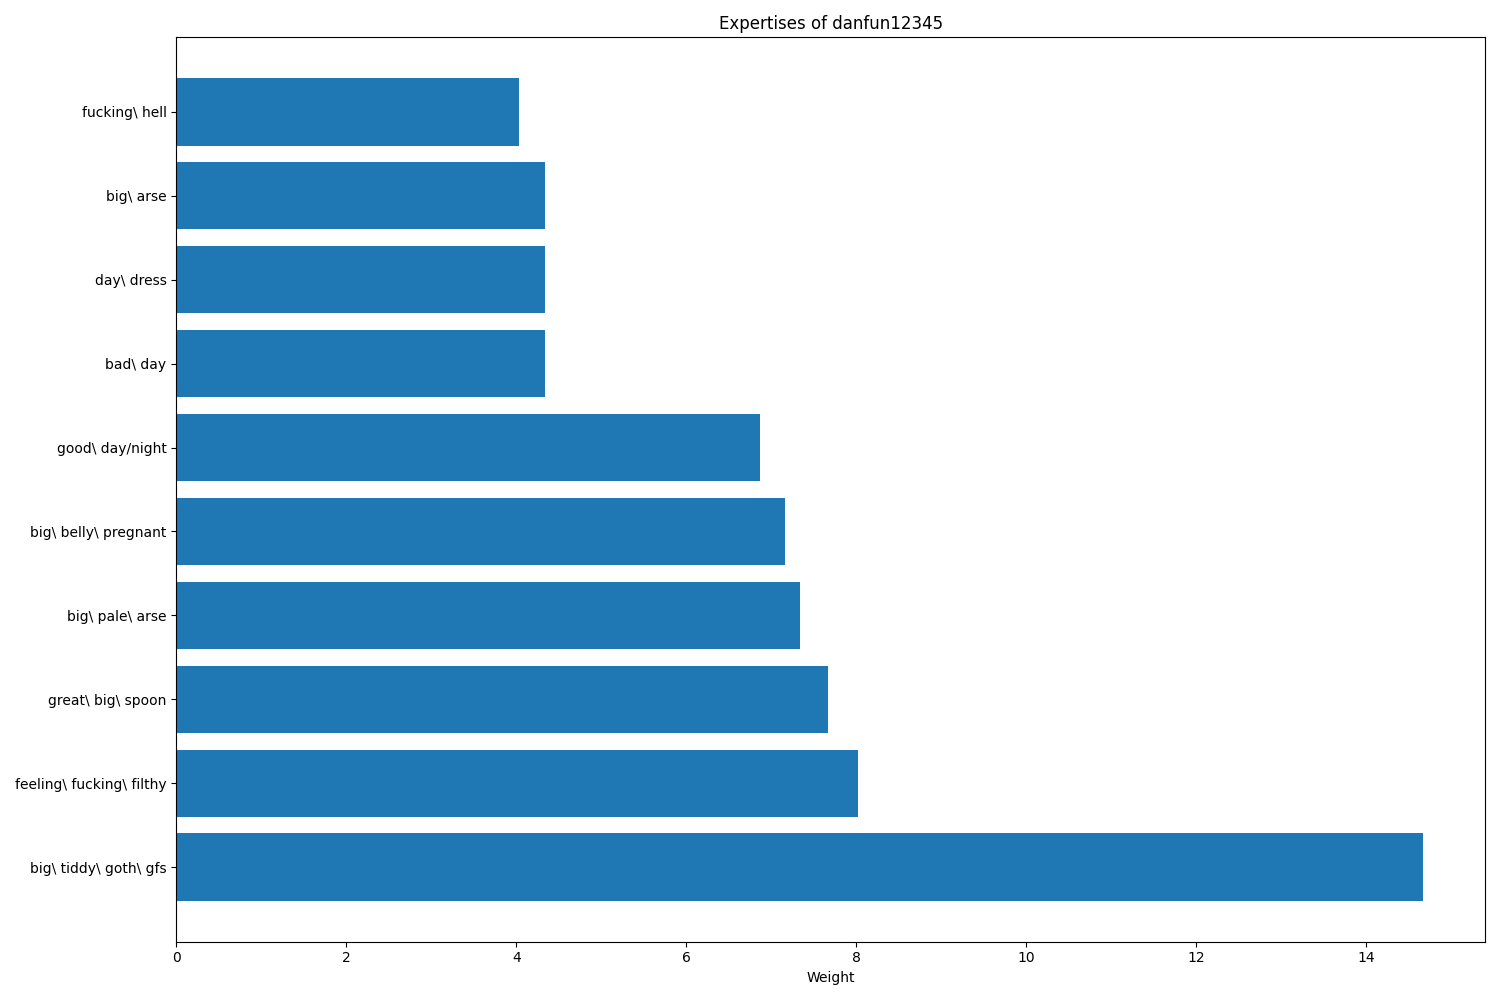 Expertises of danfun12345
fucking\ hell
big\ arse
day\ dress
bad\ day
good\ day/night
big\ belly\ pregnant
big\ pale\ arse
great\ big\ spoon
feeling\ fucking\ filthy
big\ tiddy\ goth\ gfs
0 2 4 6 8 10 12 14
Weight